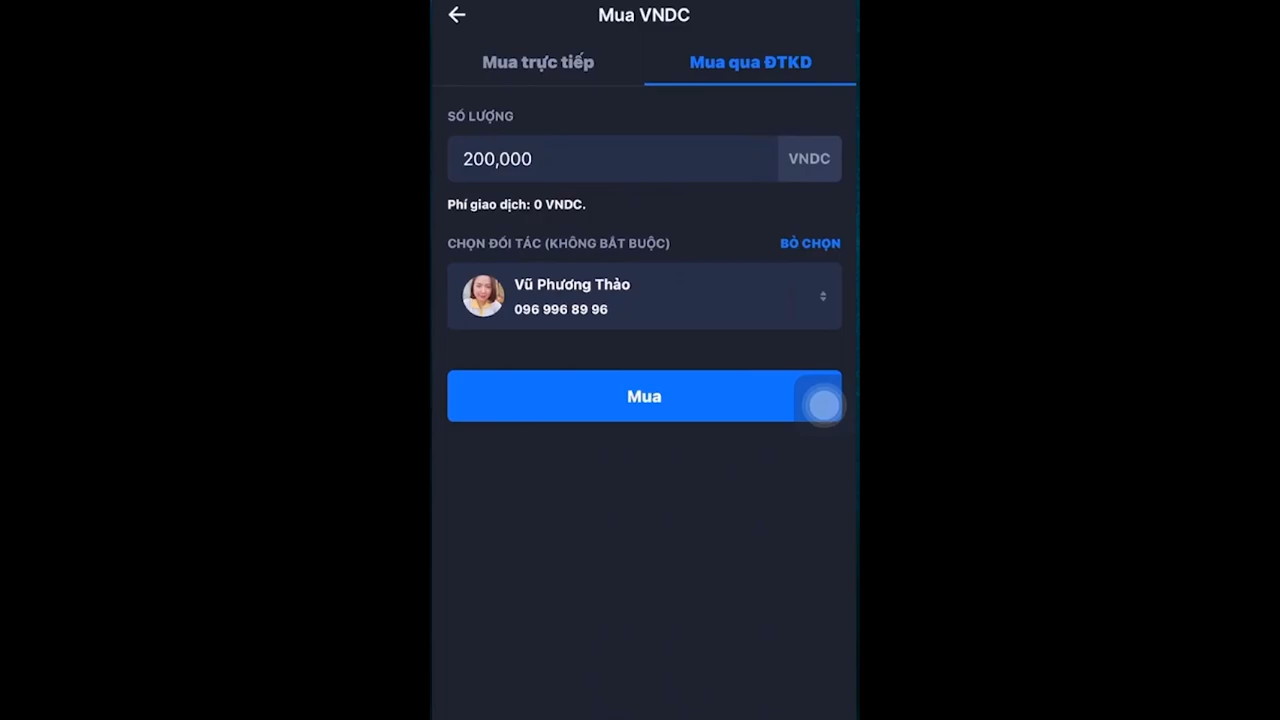 Mua VNDC
Mua trực tiếp
Mua qua ĐTKD
SỐ LƯỢNG
200,000
VNDC
Phí giao dịch: 0 VNDC.
CHỌN ĐỐI TÁC (KHÔNG BẮT BUỘC)
BỎ CHỌN
Vũ Phương Thảo
096 996 89 96
Mua